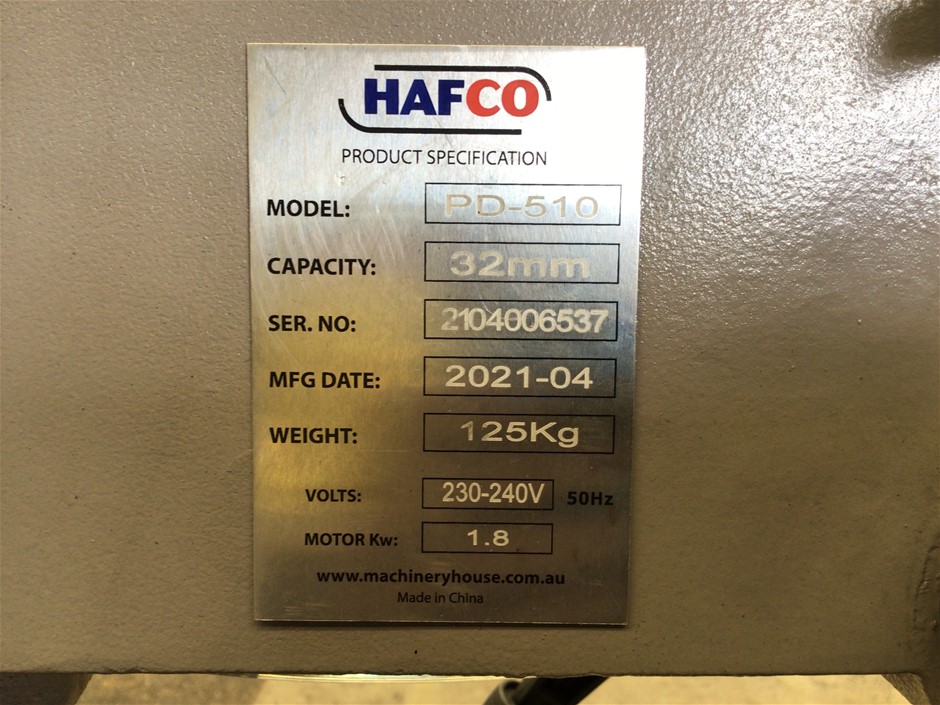 HAFCO
PRODUCT SPECIFICATION
MODEL: PD-510
CAPACITY: 32mm
SER. NO: 2104006537
MFG DATE: 2021-04
WEIGHT: 125Kg
VOLTS: 230-240V 50Hz
MOTOR Kw: 1.8
www.machineryhouse.com.au
Made in China